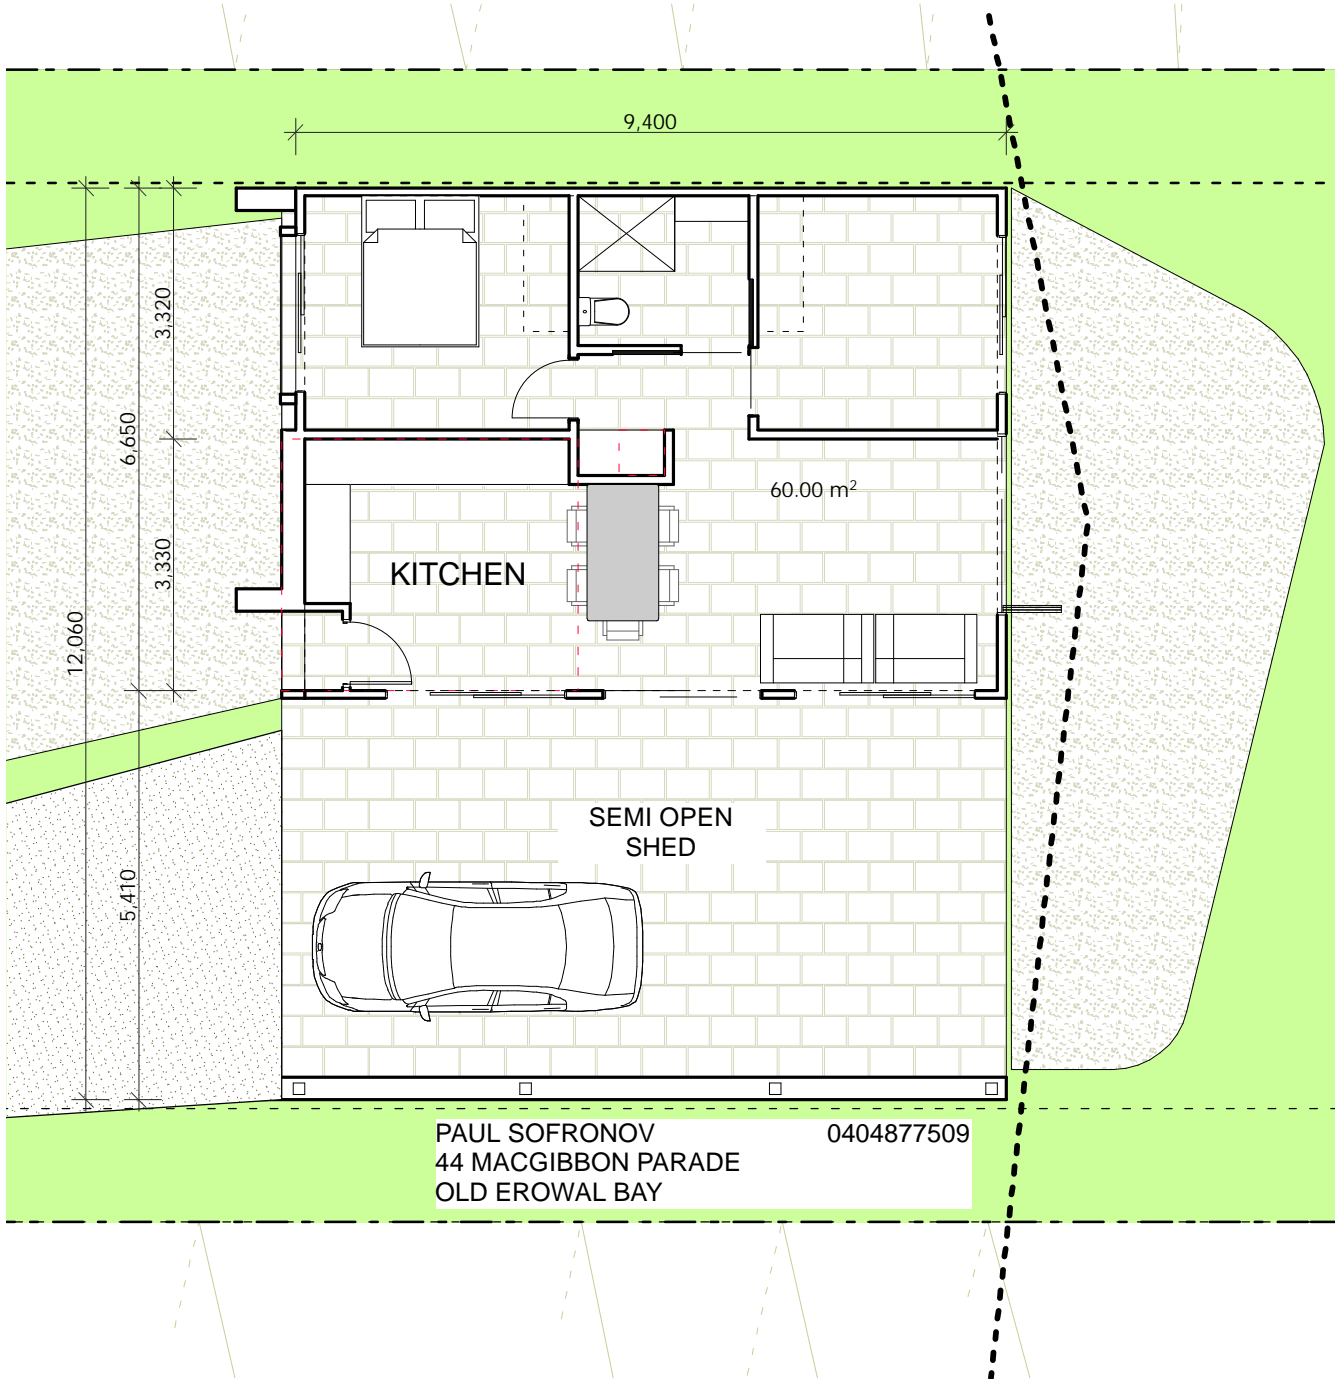 9,400
3,320
6,650
60.00 m²
3,330
KITCHEN
12,060
SEMI OPEN
SHED
5,410
PAUL SOFRONOV 0404877509
44 MACGIBBON PARADE
OLD EROWAL BAY